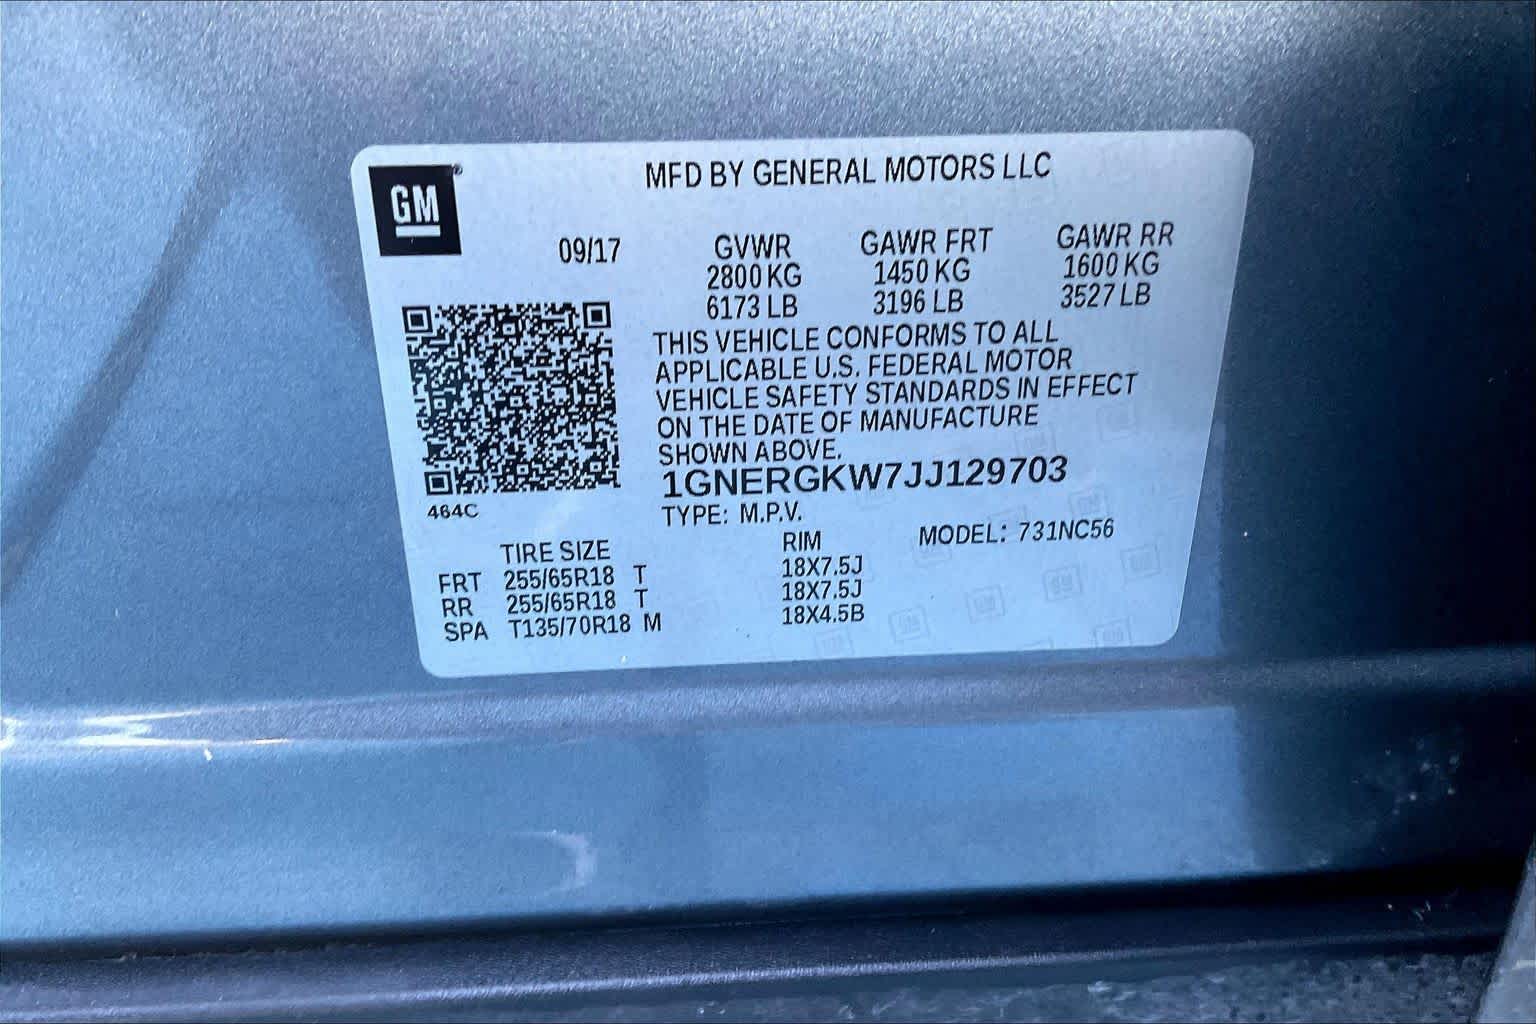 GM®
MFD BY GENERAL MOTORS LLC
09/17 GVWR GAWR FRT GAWR RR
2800 KG 1450 KG 1600 KG
6173 LB 3196 LB 3527 LB
THIS VEHICLE CONFORMS TO ALL
APPLICABLE U.S. FEDERAL MOTOR
VEHICLE SAFETY STANDARDS IN EFFECT
ON THE DATE OF MANUFACTURE
SHOWN ABOVE.
1GNERGKW7JJ129703
464C
TYPE: M.P.V.
TIRE SIZE RIM MODEL: 731NC56
FRT 255/65R18 T 18X7.5J
RR 255/65R18 T 18X7.5J
SPA T135/70R18 M 18X4.5B